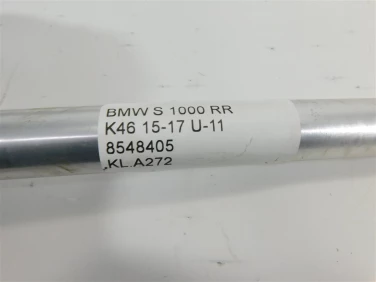 BMW S 1000 RR
K46 15-17 U-11
8548405
.KL.A272